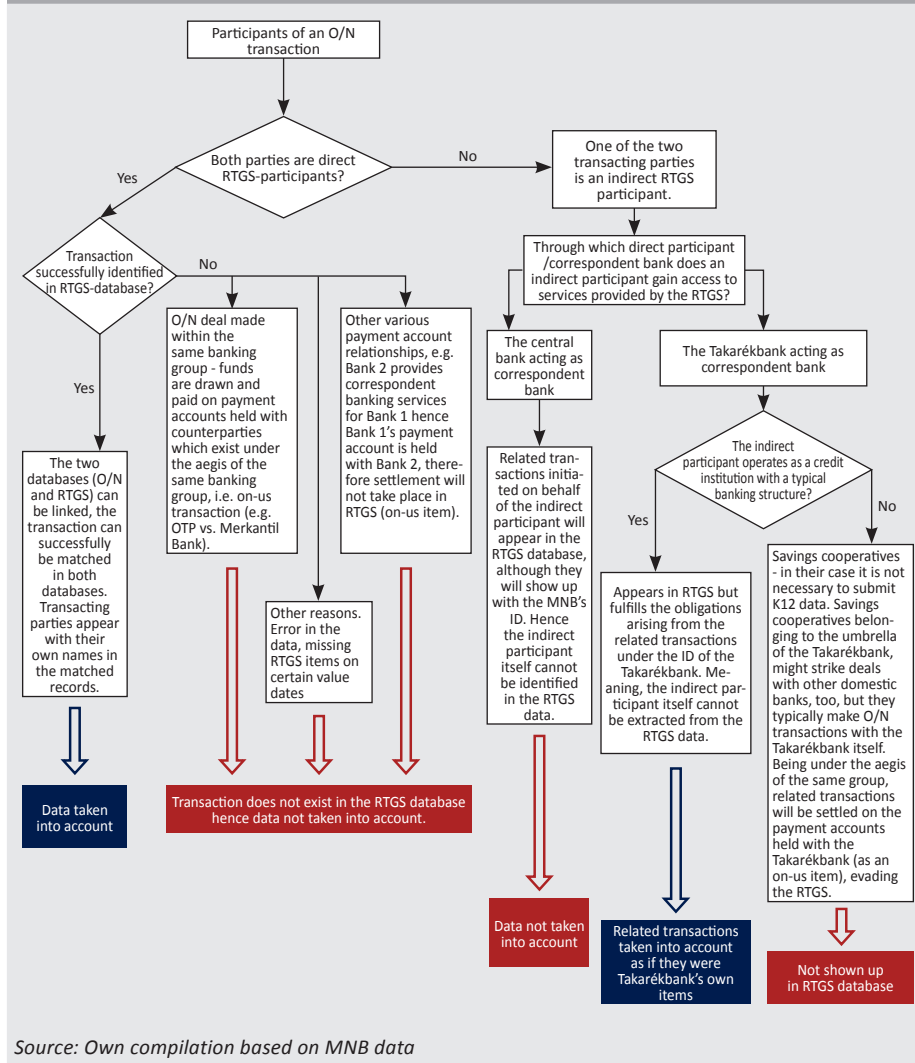 Participants of an O/N
transaction
Both parties are direct
RTGS-participants?
No
Yes
One of the two
transacting parties
is an indirect RTGS
participant.
Transaction
successfully identified
in RTGS-database?
No
Yes
Through which direct participant
/correspondent bank does an
indirect participant gain access to
services provided by the RTGS?
O/N deal made
within the
same banking
group - funds
are drawn and
paid on payment
accounts held with
counterparties
which exist under
the aegis of the
same banking
group, i.e. on-us
transaction (e.g.
OTP vs. Merkantil
Bank).
Other various
payment account
relationships, e.g.
Bank 2 provides
correspondent
banking services
for Bank 1 hence
Bank 1's payment
account is held
with Bank 2, therefore
settlement will
not take place in
RTGS (on-us item).
The central
bank acting as
correspondent
bank
The Takarékbank acting as
correspondent bank
The indirect
participant operates as a credit
institution with a typical
banking structure?
Yes
No
The two
databases (O/N
and RTGS) can
be linked, the
transaction can
successfully
be matched
in both
databases.
Transacting
parties appear
with their
own names in
the matched
records.
Other reasons.
Error in the
data, missing
RTGS items on
certain value
dates
Related tran-
sactions initia-
ted on behalf
of the indirect
participant will
appear in the
RTGS database,
although they
will show up
with the MNB's
ID. Hence
the indirect
participant
itself cannot
be identified
in the RTGS
data.
Appears in RTGS but
fulfills the obligations
arising from the
related transactions
under the ID of the
Takarékbank. Mea-
ning, the indirect par-
ticipant itself cannot
be extracted from the
RTGS data.
Savings cooperatives
- in their case it is not
necessary to submit
K12 data. Savings
cooperatives belon-
ging to the umbrella
of the Takarékbank,
might strike deals
with other domestic
banks, too, but they
typically make O/N
transactions with the
Takarékbank itself.
Being under the aegis
of the same group,
related transactions
will be settled on the
payment accounts
held with the
Takarékbank (as an
on-us item), evading
the RTGS.
Data taken
into account
Transaction does not exist in the RTGS database
hence data not taken into account.
Data not taken
into account
Related transactions
taken into account
as if they were
Takarékbank's own
items
Not shown up
in RTGS database
Source: Own compilation based on MNB data